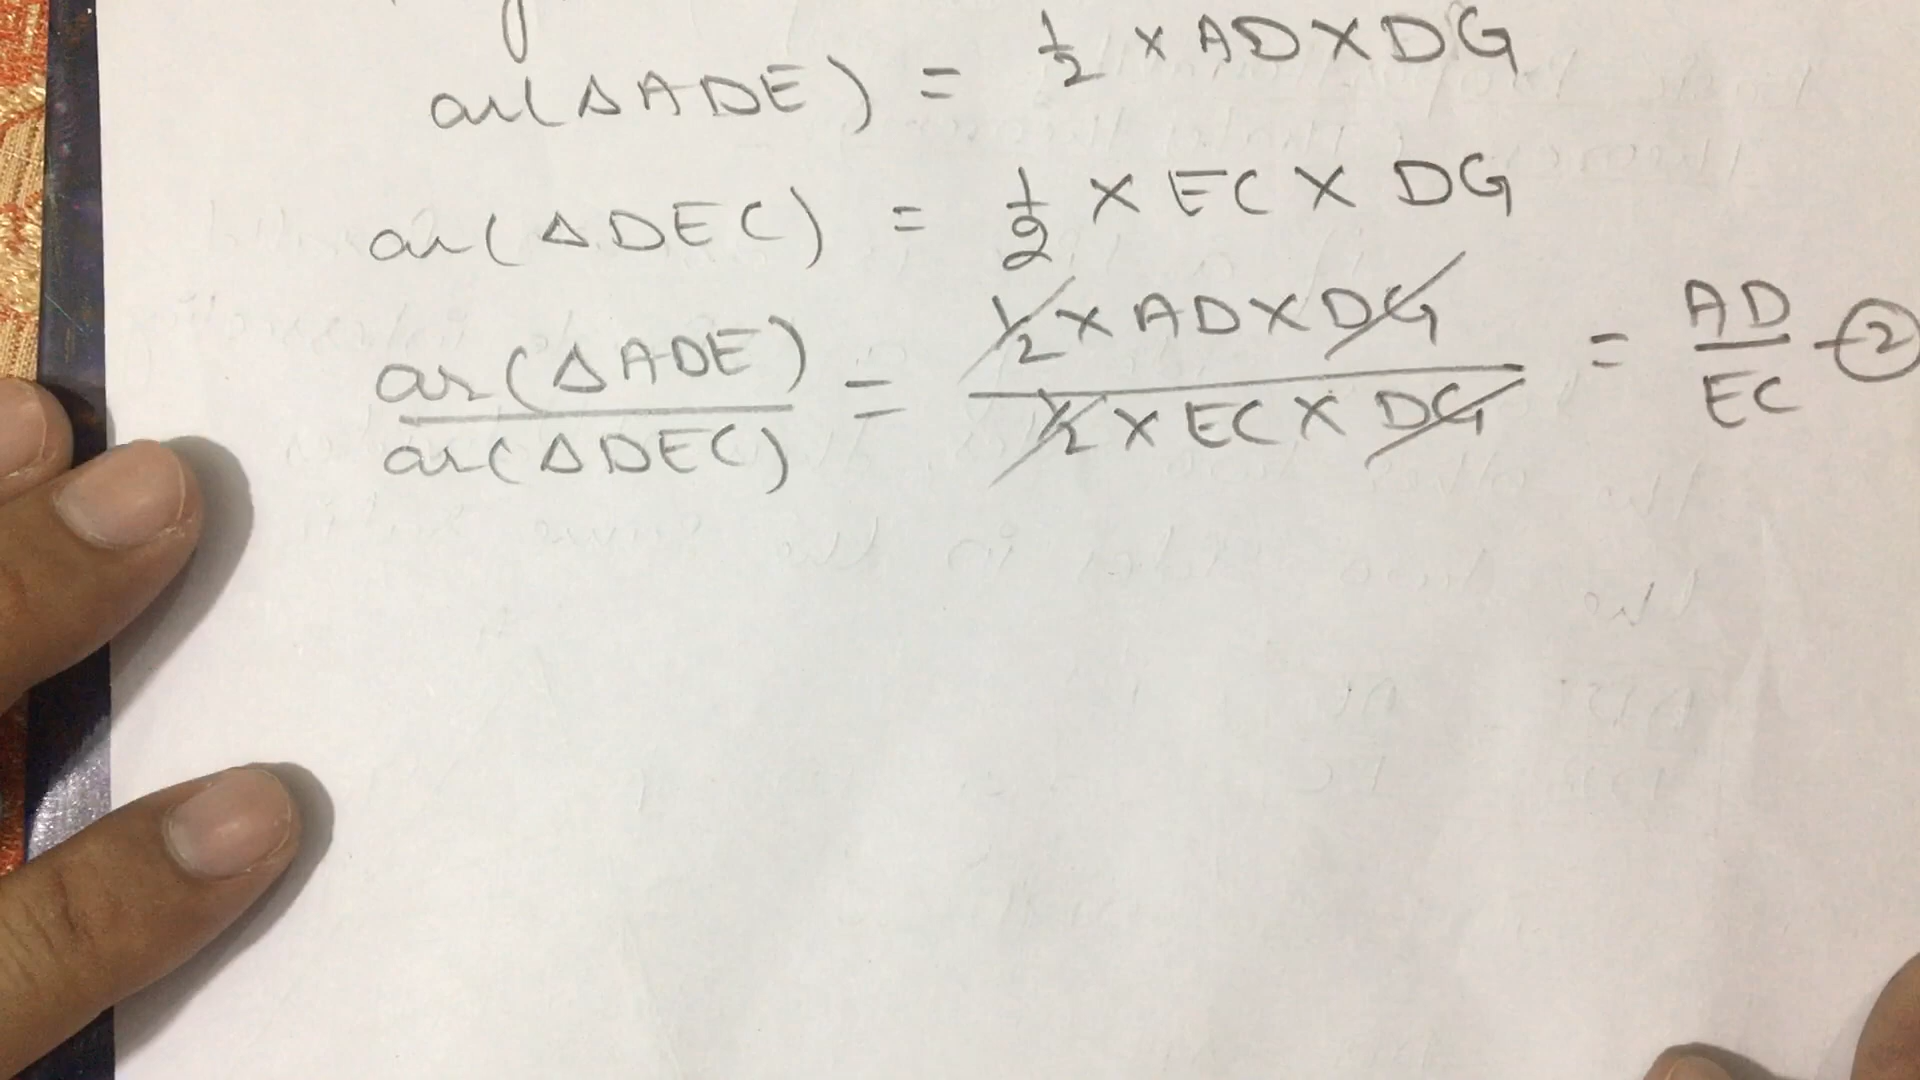 ar(ΔADE) = 1/2 × AD × DG
ar(ΔDEC) = 1/2 × EC × DG
ar(ΔADE)/ar(ΔDEC) = 1/2 × AD × DG / 1/2 × EC × DG = AD/EC - ②